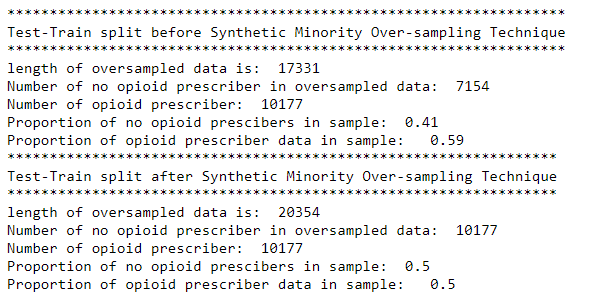 ******************************************************************
Test-Train split before Synthetic Minority Over-sampling Technique
******************************************************************
length of oversampled data is:  17331
Number of no opioid prescriber in oversampled data:  7154
Number of opioid prescriber:  10177
Proportion of no opioid prescibers in sample:  0.41
Proportion of opioid prescriber data in sample:   0.59
*****************************************************************
Test-Train split after Synthetic Minority Over-sampling Technique
*****************************************************************
length of oversampled data is:  20354
Number of no opioid prescriber in oversampled data:  10177
Number of opioid prescriber:  10177
Proportion of no opioid prescibers in sample:  0.5
Proportion of opioid prescriber data in sample:   0.5